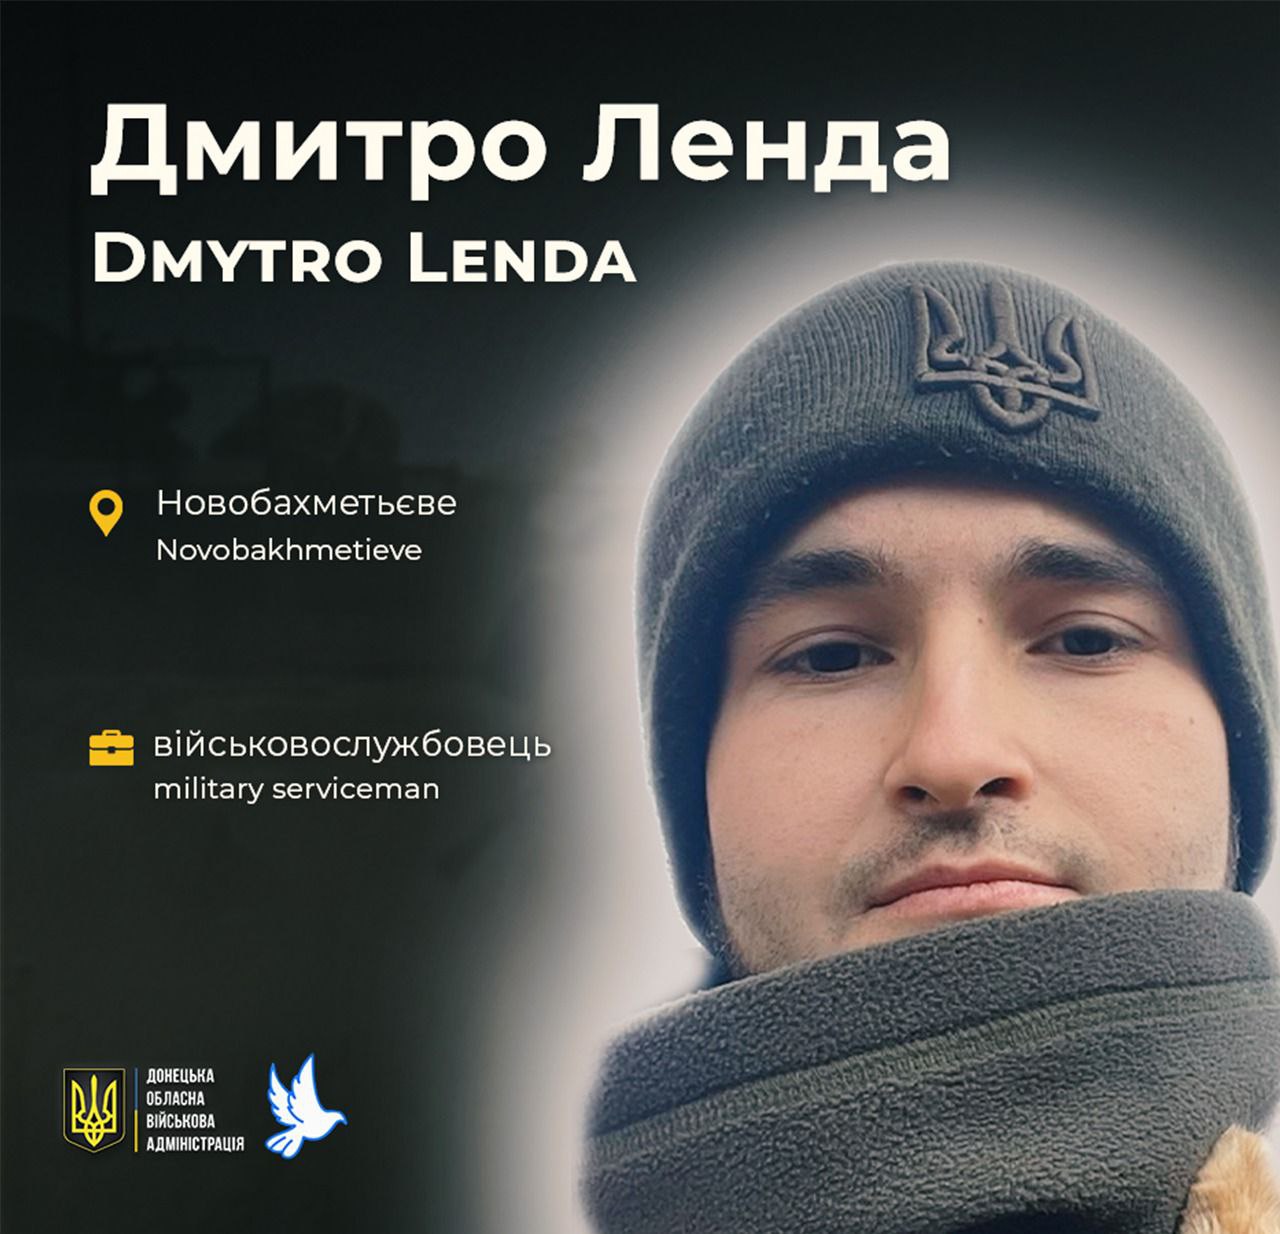 Дмитро Ленда
Dmytro Lenda
Новобахметьєве
Novobakhmetieve
військовослужбовець
military serviceman
ДОНЕЦЬКА
ОБЛАСНА
ВІЙСЬКОВА
АДМІНІСТРАЦІЯ